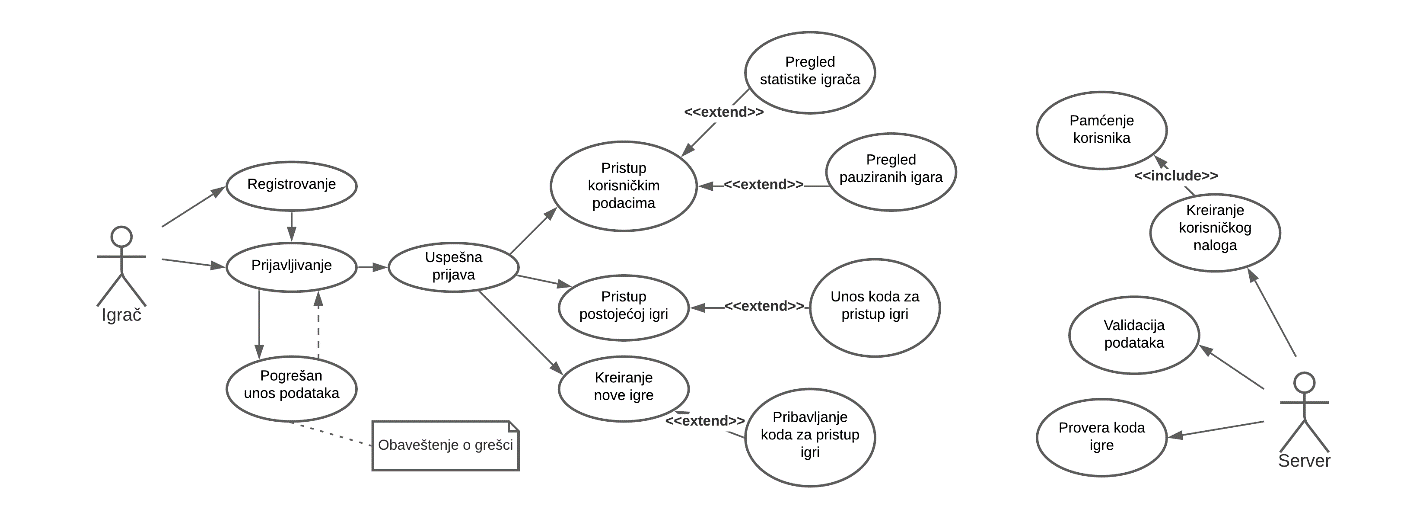 Pregled
statistike igrača
<<extend>>
Pamćenje
korisnika
Pristup
korisničkim
podacima
Pregled
pauziranih igara
<<extend>>
<<include>>
Registrovanje
Kreiranje
korisničkog
naloga
Prijavljivanje
Uspešna
prijava
Igrač
Pristup
postojećoj igri
<<extend>>
Unos koda za
pristup igri
Validacija
podataka
Pogrešan
unos podataka
Kreiranje
nove igre
<<extend>>
Pribavljanje
koda za pristup
igri
Obaveštenje o grešci
Provera koda
igre
Server